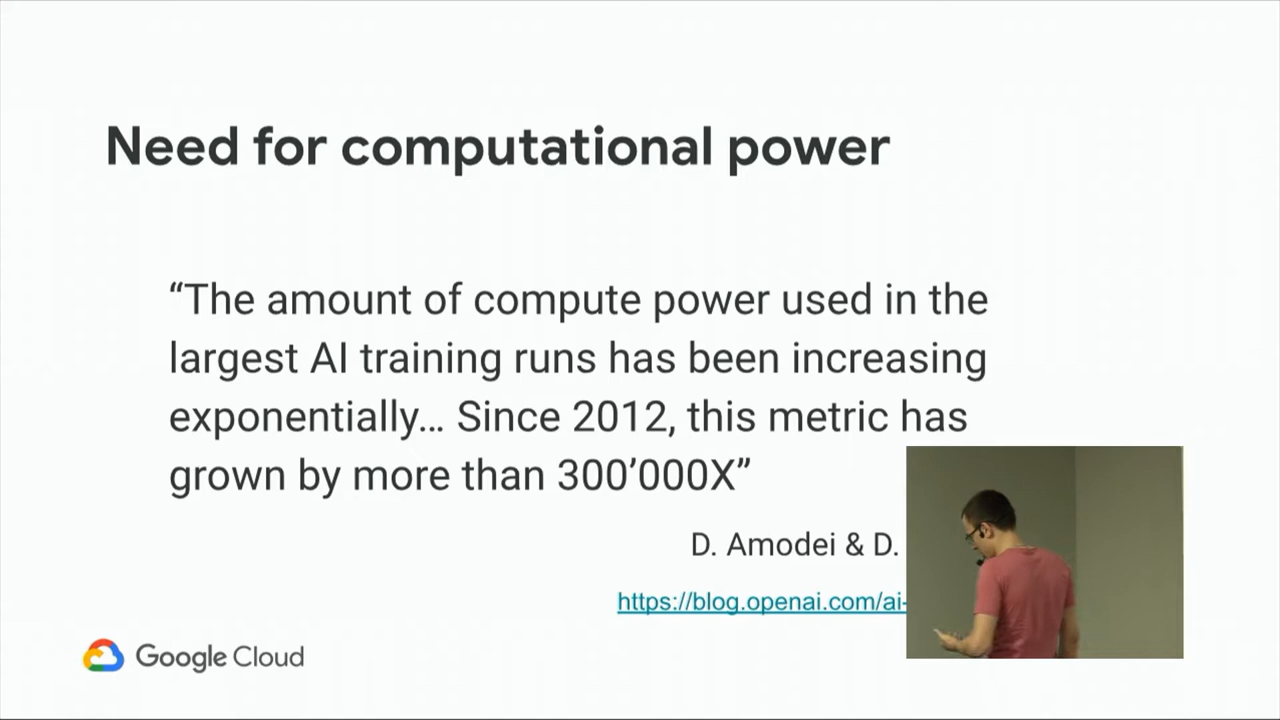 Need for computational power
“The amount of compute power used in the
largest AI training runs has been increasing
exponentially… Since 2012, this metric has
grown by more than 300’000X”
D. Amodei & D.
https://blog.openai.com/ai-
Google Cloud